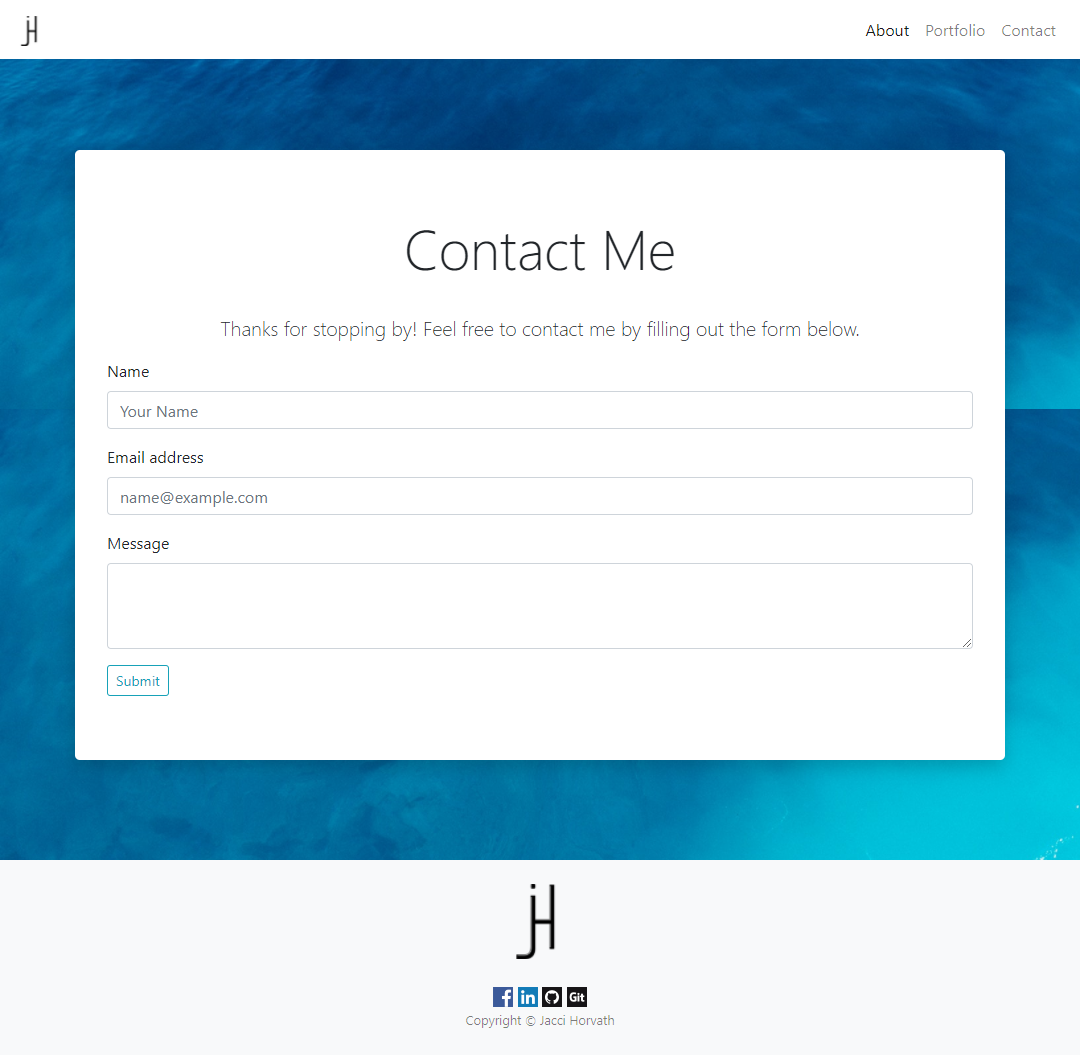 jH
About Portfolio Contact
Contact Me
Thanks for stopping by! Feel free to contact me by filling out the form below.
Name
Your Name
Email address
name@example.com
Message
Submit
jH
f in Git
Copyright © Jacci Horvath